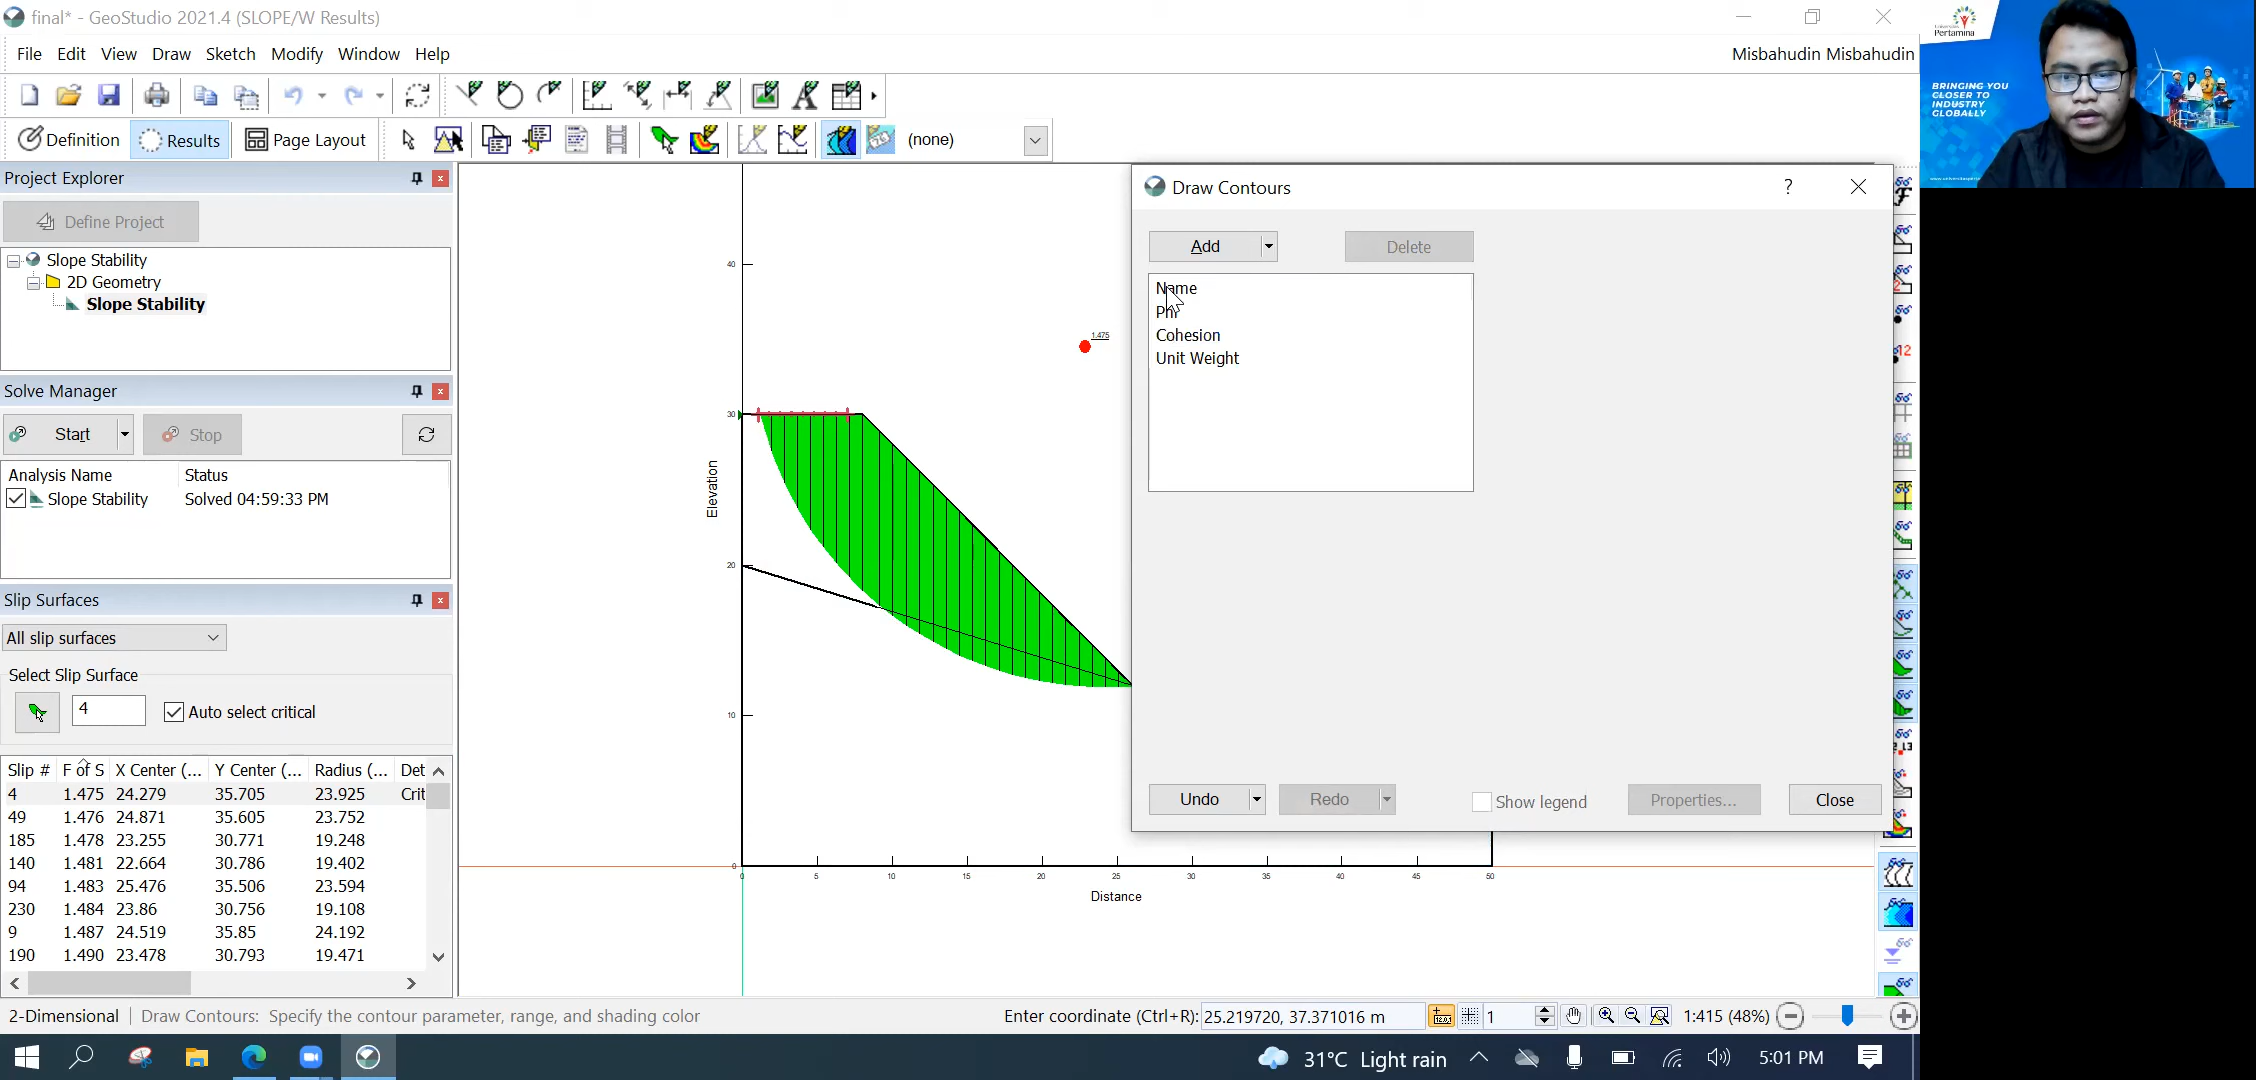 final* - GeoStudio 2021.4 (SLOPE/W Results)
File Edit View Draw Sketch Modify Window Help
Misbahudin Misbahudin
Definition Results Page Layout (none)
Project Explorer
Define Project
Slope Stability
2D Geometry
Slope Stability
Solve Manager
Start Stop
Analysis Name Status
Slope Stability Solved 04:59:33 PM
Slip Surfaces
All slip surfaces
Select Slip Surface
4 Auto select critical
Slip # F of S X Center (... Y Center (... Radius (... Det
4 1.475 24.279 35.705 23.925 Crit
49 1.476 24.871 35.605 23.752
185 1.478 23.255 30.771 19.248
140 1.481 22.664 30.786 19.402
94 1.483 25.476 35.506 23.594
230 1.484 23.86 30.756 19.108
9 1.487 24.519 35.85 24.192
190 1.490 23.478 30.793 19.471
40
30
20
10
0
Elevation
1.475
0 5 10 15 20 25 30 35 40 45 50
Distance
Draw Contours
?
Add Delete
Name
Cohesion
Unit Weight
Undo Redo Show legend Properties... Close
2-Dimensional Draw Contours: Specify the contour parameter, range, and shading color
Enter coordinate (Ctrl+R): 25.219720, 37.371016 m 1 1:415 (48%)
31°C Light rain 5:01 PM
Pertamina
BRINGING YOU
CLOSER TO
INDUSTRY
GLOBALLY